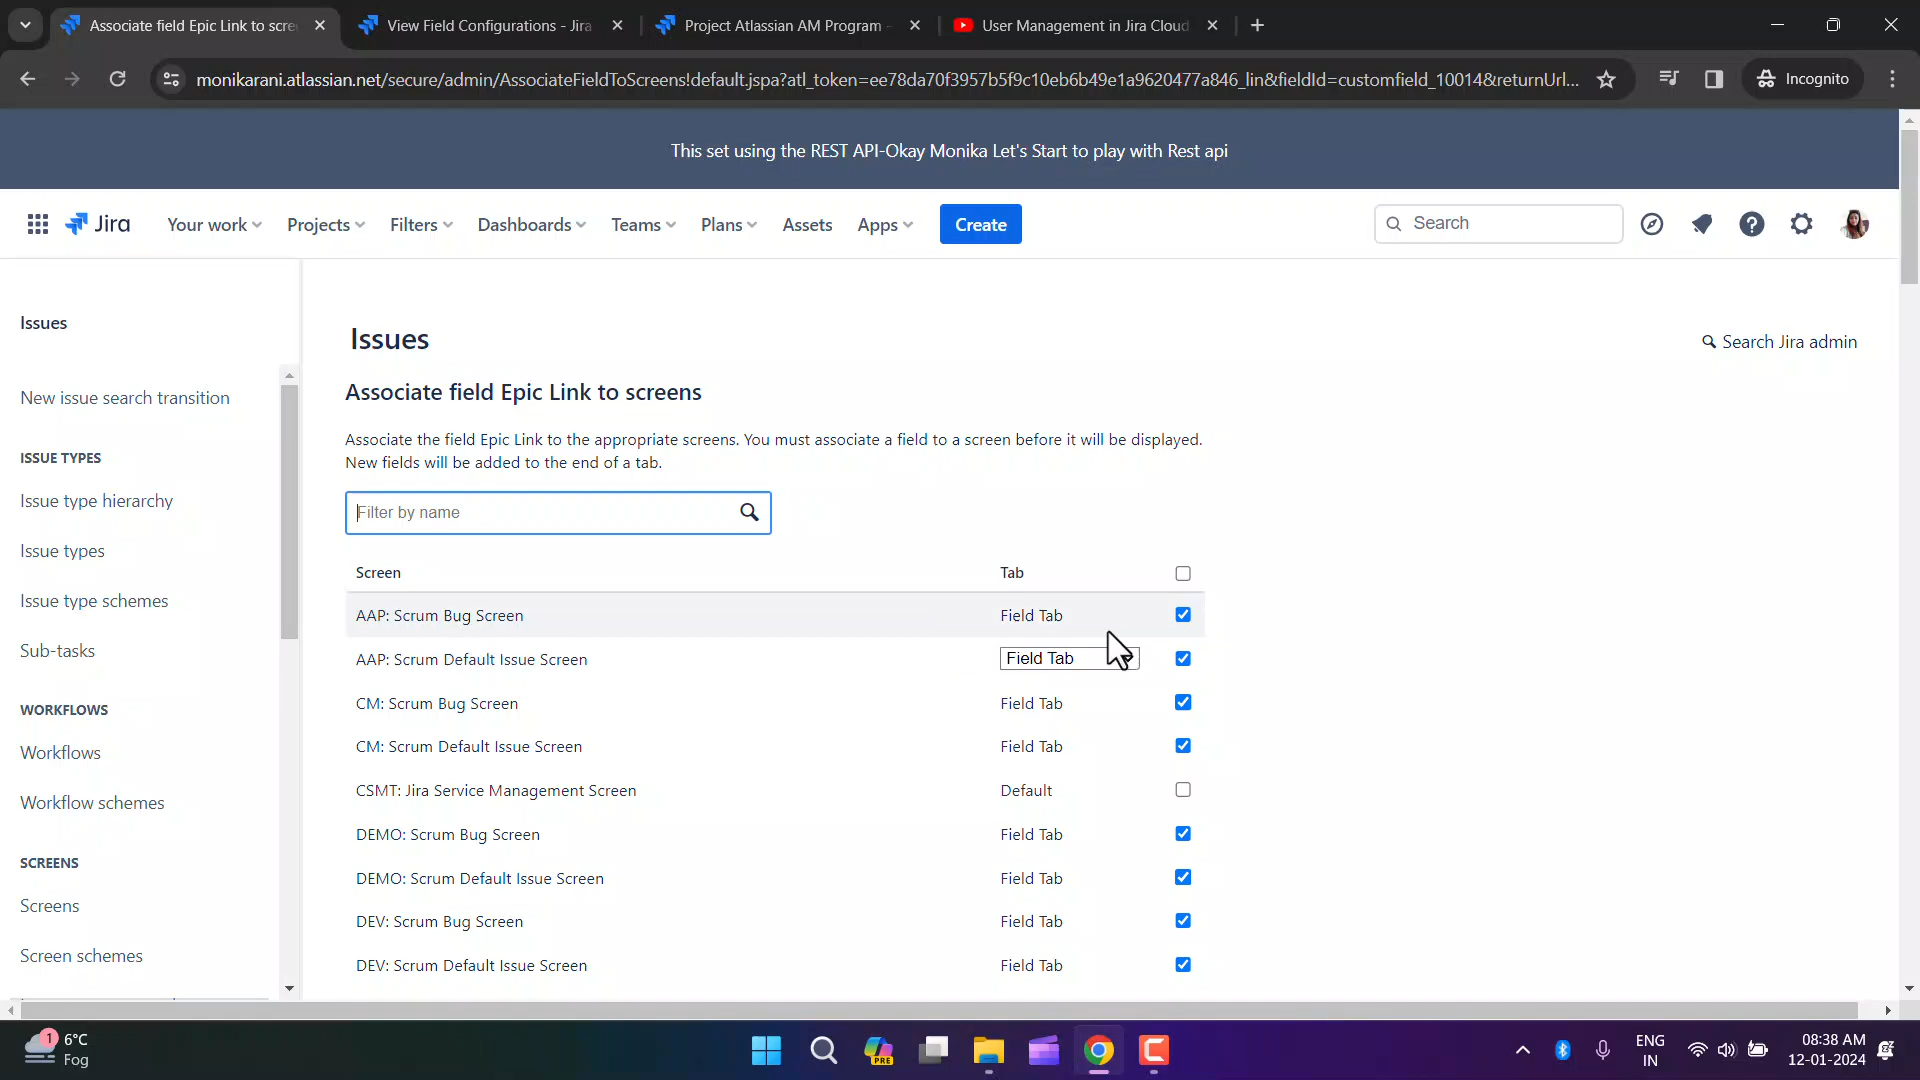 Associate field Epic Link to scre
View Field Configurations - Jira
Project Atlassian AM Program -
User Management in Jira Cloud
monikarani.atlassian.net/secure/admin/AssociateFieldToScreens!default.jspa?atl_token=ee78da70f3957b5f9c10eb6b49e1a9620477a846_lin&fieldId=customfield_10014&returnUrl...
Incognito
This set using the REST API-Okay Monika Let's Start to play with Rest api
Jira
Your work
Projects
Filters
Dashboards
Teams
Plans
Assets
Apps
Create
Search
Issues
New issue search transition
ISSUE TYPES
Issue type hierarchy
Issue types
Issue type schemes
Sub-tasks
WORKFLOWS
Workflows
Workflow schemes
SCREENS
Screens
Screen schemes
Issues
Search Jira admin
Associate field Epic Link to screens
Associate the field Epic Link to the appropriate screens. You must associate a field to a screen before it will be displayed.
New fields will be added to the end of a tab.
Filter by name
Screen Tab
AAP: Scrum Bug Screen Field Tab
AAP: Scrum Default Issue Screen Field Tab
CM: Scrum Bug Screen Field Tab
CM: Scrum Default Issue Screen Field Tab
CSMT: Jira Service Management Screen Default
DEMO: Scrum Bug Screen Field Tab
DEMO: Scrum Default Issue Screen Field Tab
DEV: Scrum Bug Screen Field Tab
DEV: Scrum Default Issue Screen Field Tab
1
6°C
Fog
PRE
ENG
IN
08:38 AM
12-01-2024